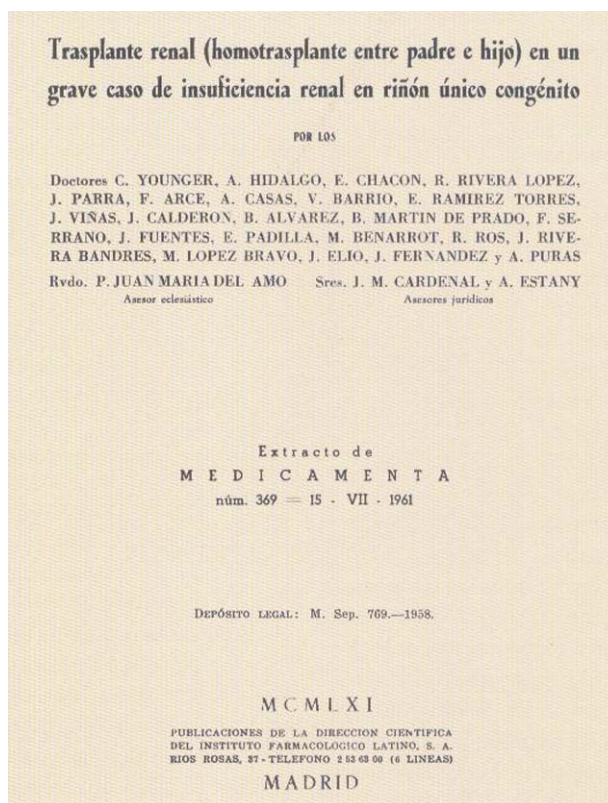 Trasplante renal (homotrasplante entre padre e hijo) en un
grave caso de insuficiencia renal en riñón único congénito
POR LOS
Doctores C. YOUNGER, A. HIDALGO, E. CHACON, R. RIVERA LOPEZ,
J. PARRA, F. ARCE, A. CASAS, V. BARRIO, E. RAMIREZ TORRES,
J. VIÑAS, J. CALDERON, B. ALVAREZ, B. MARTIN DE PRADO, F. SE-
RRANO, J. FUENTES, E. PADILLA, M. BENARROT, R. ROS, J. RIVE-
RA BANDRES, M. LOPEZ BRAVO, J. ELIO, J. FERNANDEZ y A. PURAS
Rvdo. P. JUAN MARIA DEL AMO Sres. J. M. CARDENAL y A. ESTANY
Asesor eclesiástico Asesores jurídicos
Extracto de
MEDICAMENTA
núm. 369 = 15 - VII - 1961
DEPÓSITO LEGAL: M. Sep. 769.—1958.
MCMLXI
PUBLICACIONES DE LA DIRECCION CIENTIFICA
DEL INSTITUTO FARMACOLOGICO LATINO, S. A.
RIOS ROSAS, 37 - TELEFONO 2 53 63 00 (6 LINEAS)
MADRID